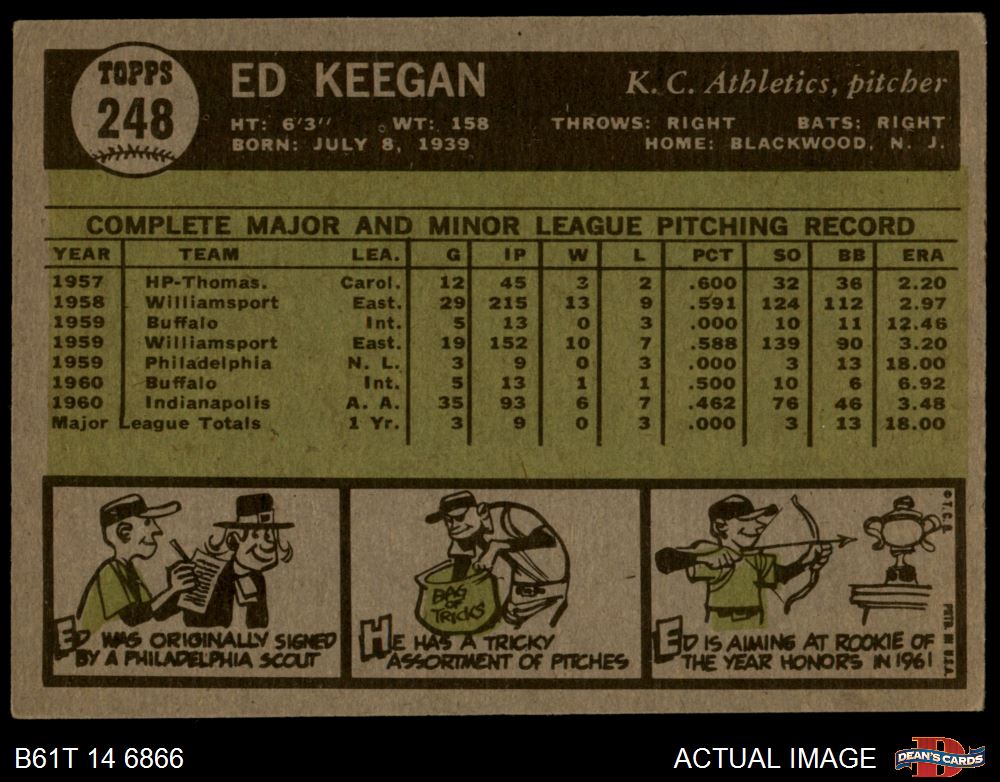 TOPPS
248
ED KEEGAN
K. C. Athletics, pitcher
HT: 6'3" WT: 158 THROWS: RIGHT BATS: RIGHT
BORN: JULY 8, 1939 HOME: BLACKWOOD, N. J.
COMPLETE MAJOR AND MINOR LEAGUE PITCHING RECORD
YEAR TEAM LEA. G IP W L PCT SO BB ERA
1957 HP-Thomas. Carol. 12 45 3 2 .600 32 36 2.20
1958 Williamsport East. 29 215 13 9 .591 124 112 2.97
1959 Buffalo Int. 5 13 0 3 .000 10 11 12.46
1959 Williamsport East. 19 152 10 7 .588 139 90 3.20
1959 Philadelphia N. L. 3 9 0 3 .000 3 13 18.00
1960 Buffalo Int. 5 13 1 1 .500 10 6 6.92
1960 Indianapolis A. A. 35 93 6 7 .462 76 46 3.48
Major League Totals 1 Yr. 3 9 0 3 .000 3 13 18.00
ED WAS ORIGINALLY SIGNED
BY A PHILADELPHIA SCOUT
BAG
OF
TRICKS
HE HAS A TRICKY
ASSORTMENT OF PITCHES
ED IS AIMING AT ROOKIE OF
THE YEAR HONORS IN 1961
© T.C.G.
PRTD. IN U.S.A.
B61T 14 6866
ACTUAL IMAGE
D
DEAN'S CARDS